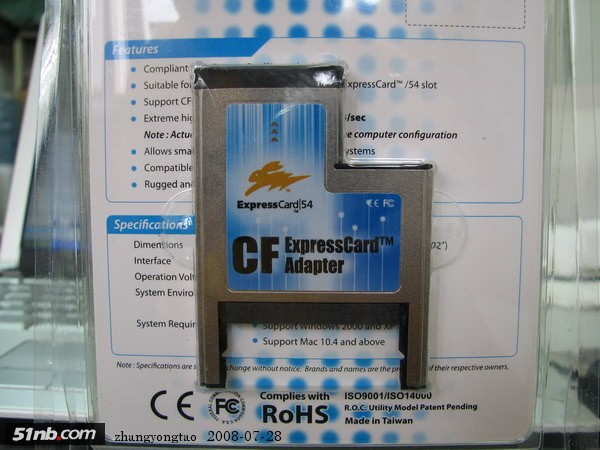 Features
• Compliant
• Suitable fo ExpressCard™ /54 slot
• Support CF
• Extreme hig /sec
Note : Actu e computer configuration
• Allows sma ystems
• Compatible
• Rugged an
ExpressCard|54
CE FC
CF ExpressCard™
Adapter
Specifications
Dimensions 02")
Interface
Operation Volt
System Enviro
System Requir • Support Windows 2000 and XP
• Support Mac 10.4 and above
Note : Specifications are s change without notice. Brands and names are the pr of their respective owners.
CE FC Complies with
RoHS
ISO9001/ISO14000
R.O.C. Utility Model Patent Pending
Made in Taiwan
51nb.com
zhangyongtao 2008-07-28